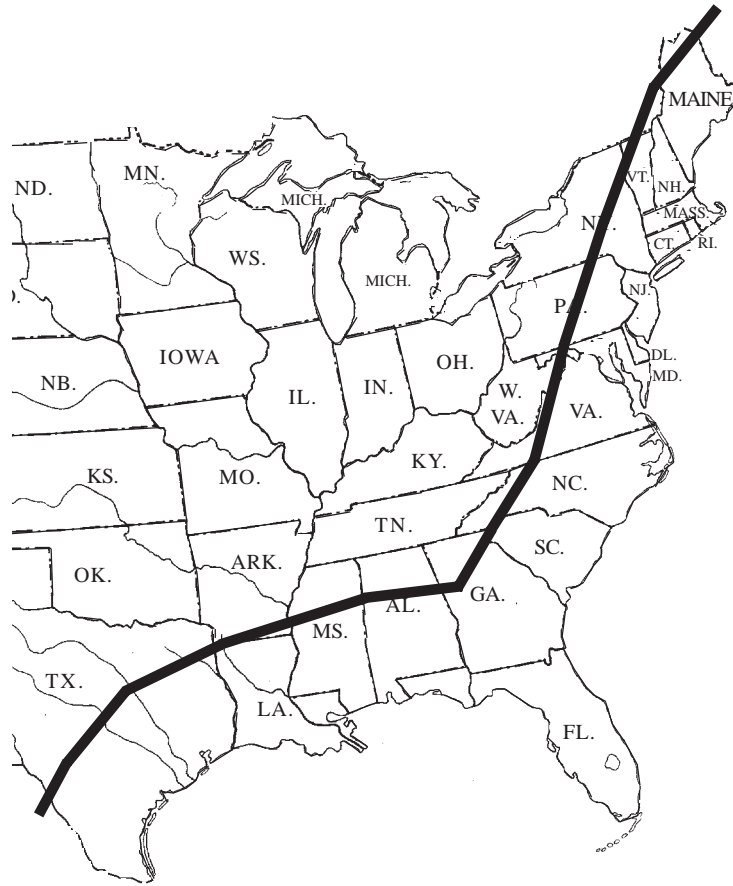 MAINE
MN.
ND.
VT.
NH.
MICH.
MASS.
NY.
CT.
RI.
WS.
MICH.
NJ.
PA.
IOWA
OH.
DL.
MD.
NB.
IN.
IL.
W.
VA.
VA.
KY.
KS.
MO.
NC.
TN.
SC.
ARK.
OK.
GA.
AL.
MS.
TX.
LA.
FL.